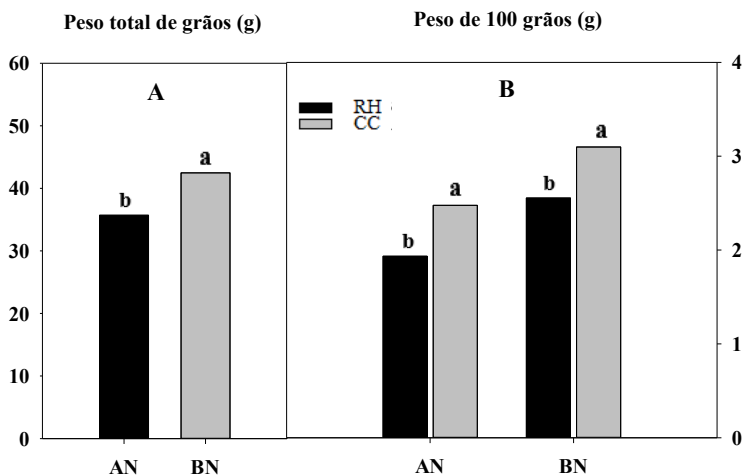 Peso total de grãos (g)
Peso de 100 grãos (g)
60
50
40
30
20
10
0
A
b
a
AN
BN
B
RH
CC
b
a
b
a
AN
BN
4
3
2
1
0